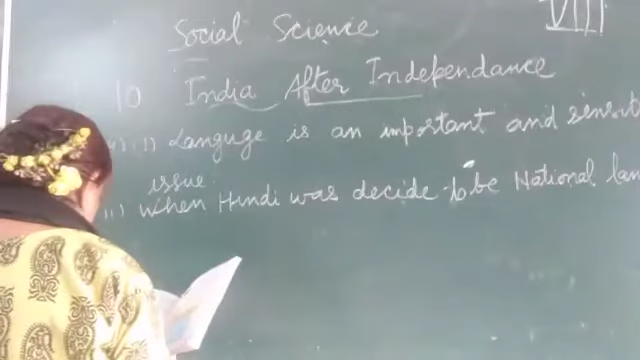 VIII
Social Science
10 India After Independance
(i) Languge is an important and
issue.
(ii) When Hindi was decide to be National